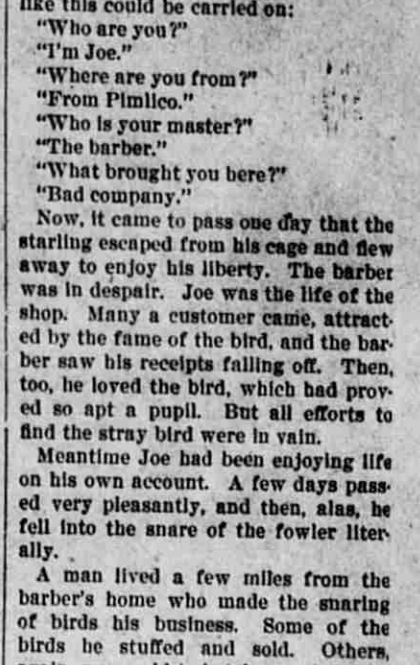 like this could be carried on:
"Who are you?"
"I'm Joe."
"Where are you from?"
"From Pimlico."
"Who is your master?"
"The barber."
"What brought you here?"
"Bad company."
Now, it came to pass one day that the
starling escaped from his cage and flew
away to enjoy his liberty. The barber
was in despair. Joe was the life of the
shop. Many a customer came, attract-
ed by the fame of the bird, and the bar-
ber saw his receipts falling off. Then,
too, he loved the bird, which had prov-
ed so apt a pupil. But all efforts to
find the stray bird were in vain.
Meantime Joe had been enjoying life
on his own account. A few days pass-
ed very pleasantly, and then, alas, he
fell into the snare of the fowler liter-
ally.
A man lived a few miles from the
barber's home who made the snaring
of birds his business. Some of the
birds he stuffed and sold. Others,